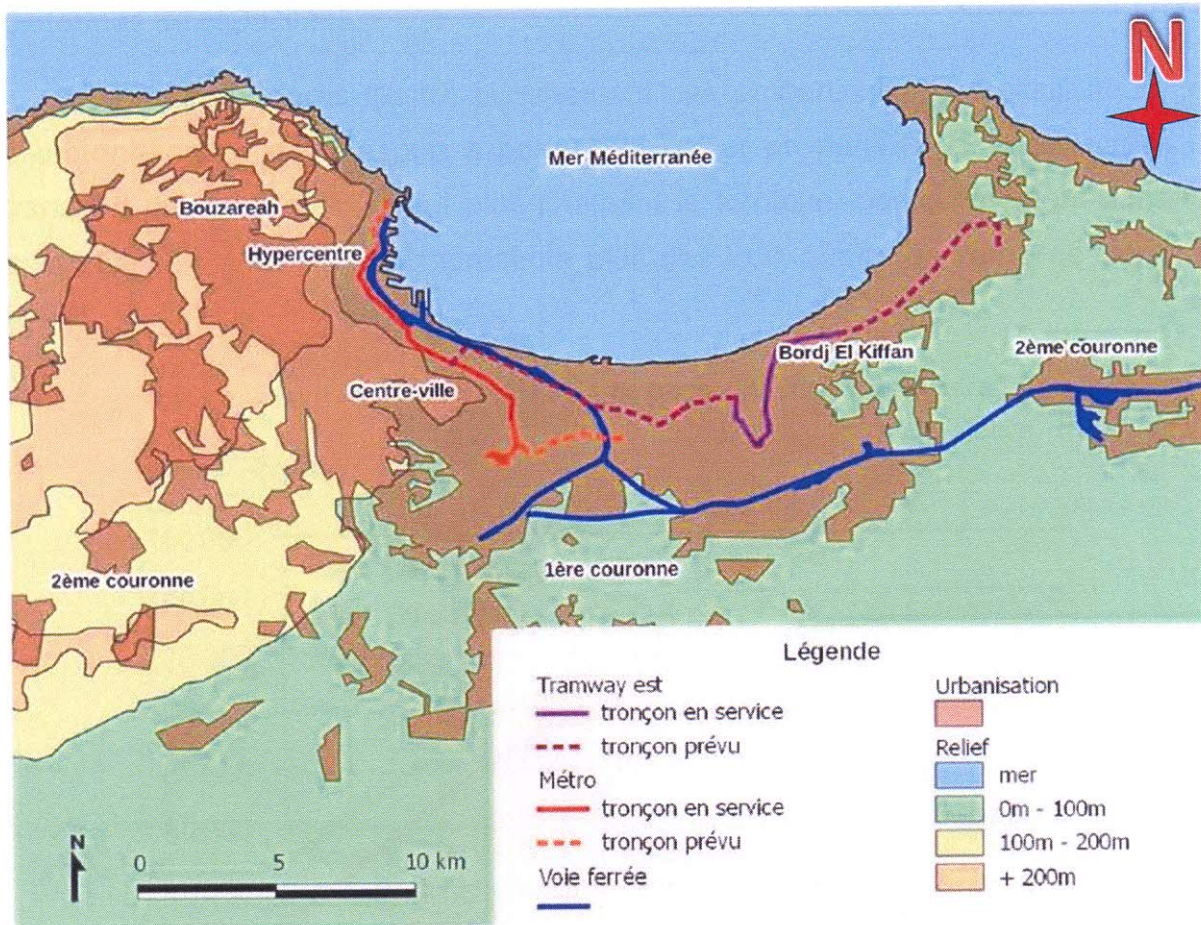 N
Mer Méditerranée
Bouzareah
Hypercentre
Bordj El Kiffan
2ème couronne
Centre-ville
2ème couronne
1ère couronne
Légende
Tramway est
tronçon en service
tronçon prévu
Métro
tronçon en service
tronçon prévu
Voie ferrée
Urbanisation
Relief
mer
0m - 100m
100m - 200m
+ 200m
N
0 5 10 km